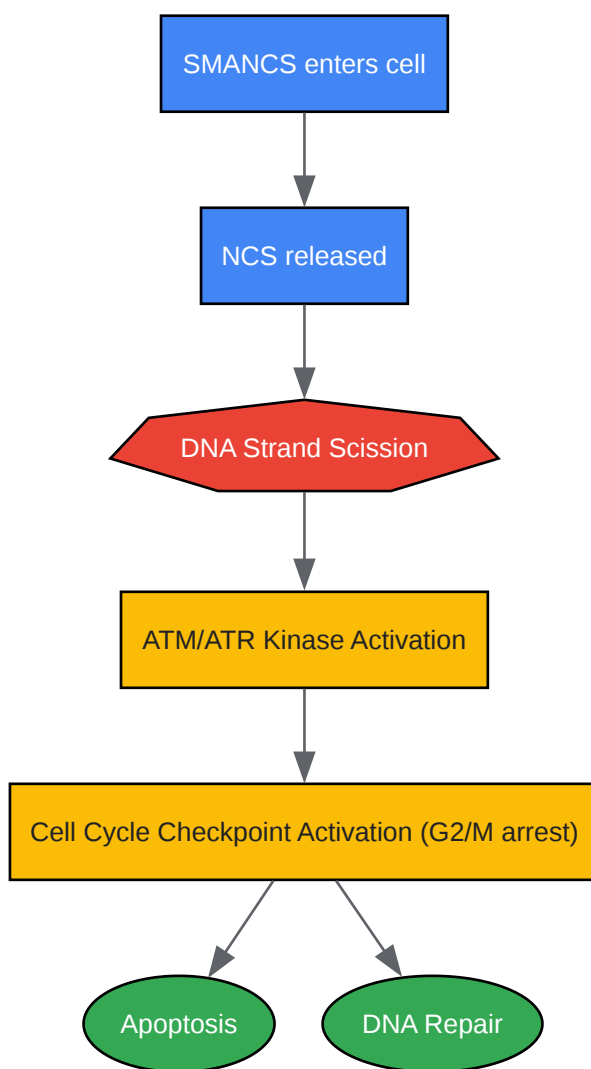 SMANCS enters cell
NCS released
DNA Strand Scission
ATM/ATR Kinase Activation
Cell Cycle Checkpoint Activation (G2/M arrest)
Apoptosis
DNA Repair